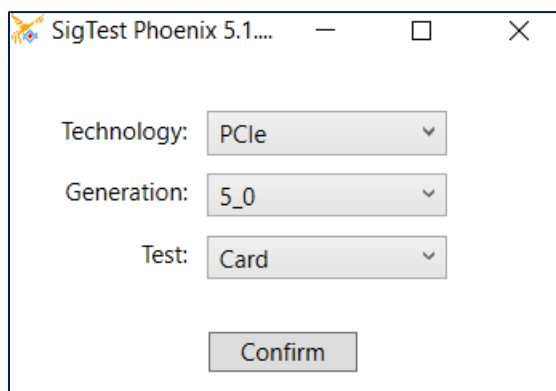 SigTest Phoenix 5.1....
Technology: PCIe
Generation: 5_0
Test: Card
Confirm